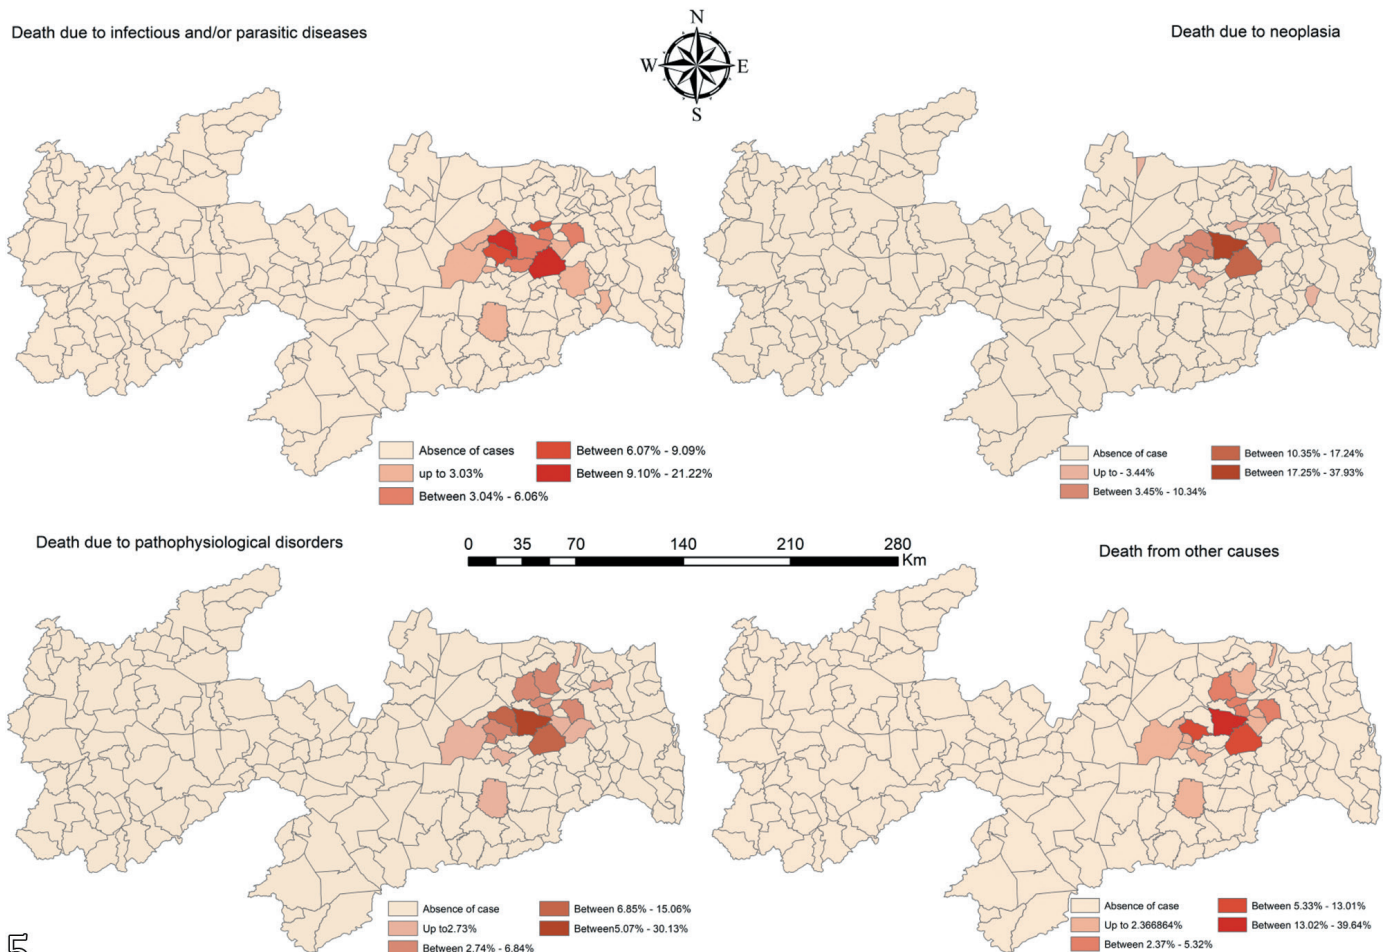 N
Death due to infectious and/or parasitic diseases
Death due to neoplasia
W E
S
Absence of cases
up to 3.03%
Between 3.04% - 6.06%
Between 6.07% - 9.09%
Between 9.10% - 21.22%
Absence of case
Up to - 3.44%
Between 3.45% - 10.34%
Between 10.35% - 17.24%
Between 17.25% - 37.93%
Death due to pathophysiological disorders
0 35 70 140 210 280
Km
Death from other causes
Absence of case
Up to2.73%
Between 2.74% - 6.84%
Between 6.85% - 15.06%
Between5.07% - 30.13%
Absence of case
Up to 2.366864%
Between 2.37% - 5.32%
Between 5.33% - 13.01%
Between 13.02% - 39.64%
5